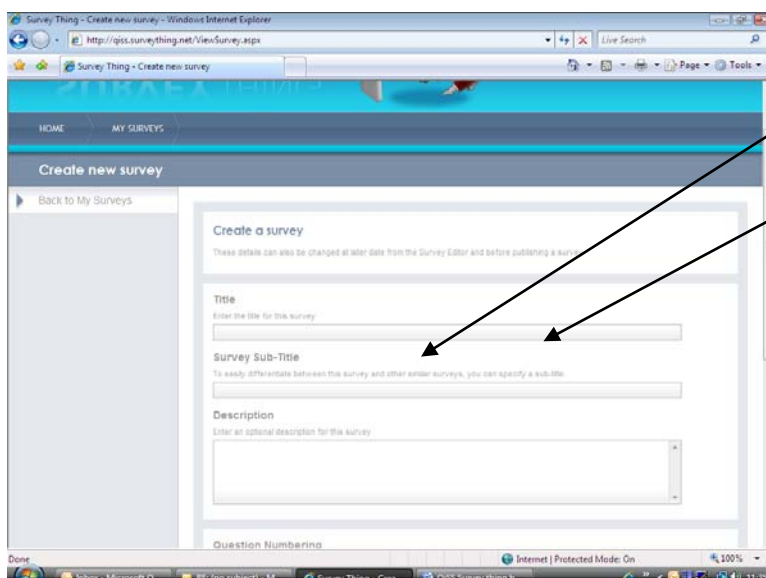 Survey Thing - Create new survey - Windows Internet Explorer
http://qiss.surveything.net/ViewSurvey.aspx
Live Search
Survey Thing - Create new survey
Page
Tools
HOME
MY SURVEYS
Create new survey
Back to My Surveys
Create a survey
These details can also be changed at later date from the Survey Editor and before publishing a
Title
Enter the title for this survey
Survey Sub-Title
To easily differentiate between this survey and other similar surveys, you can specify a sub-title
Description
Enter an optional description for this survey
Question Numbering
Done
Internet | Protected Mode: On
100%